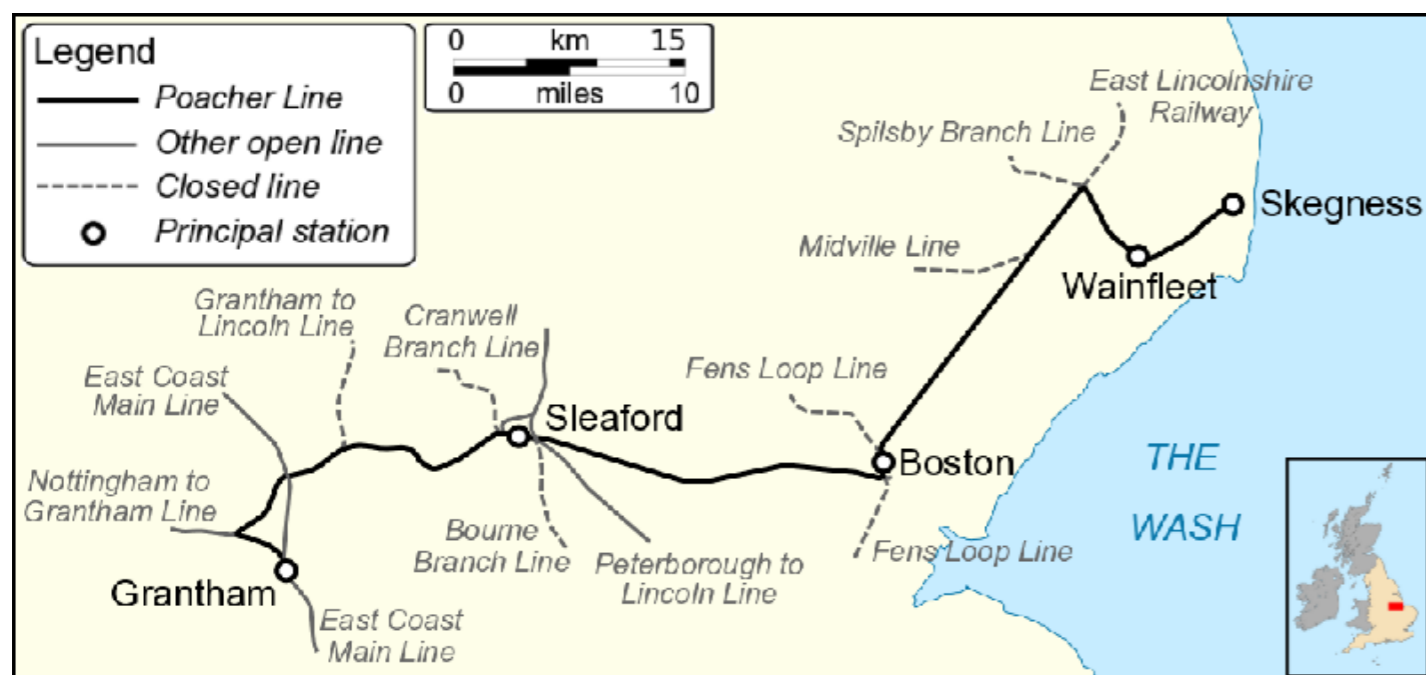 Legend
Poacher Line
Other open line
Closed line
Principal station
0 km 15
0 miles 10
East Lincolnshire
Railway
Spilsby Branch Line
Skegness
Midville Line
Wainfleet
Grantham to
Lincoln Line
Cranwell
Branch Line
East Coast
Main Line
Fens Loop Line
Sleaford
Boston
Nottingham to
Grantham Line
THE
WASH
Bourne
Branch Line
Peterborough to
Lincoln Line
Fens Loop Line
Grantham
East Coast
Main Line